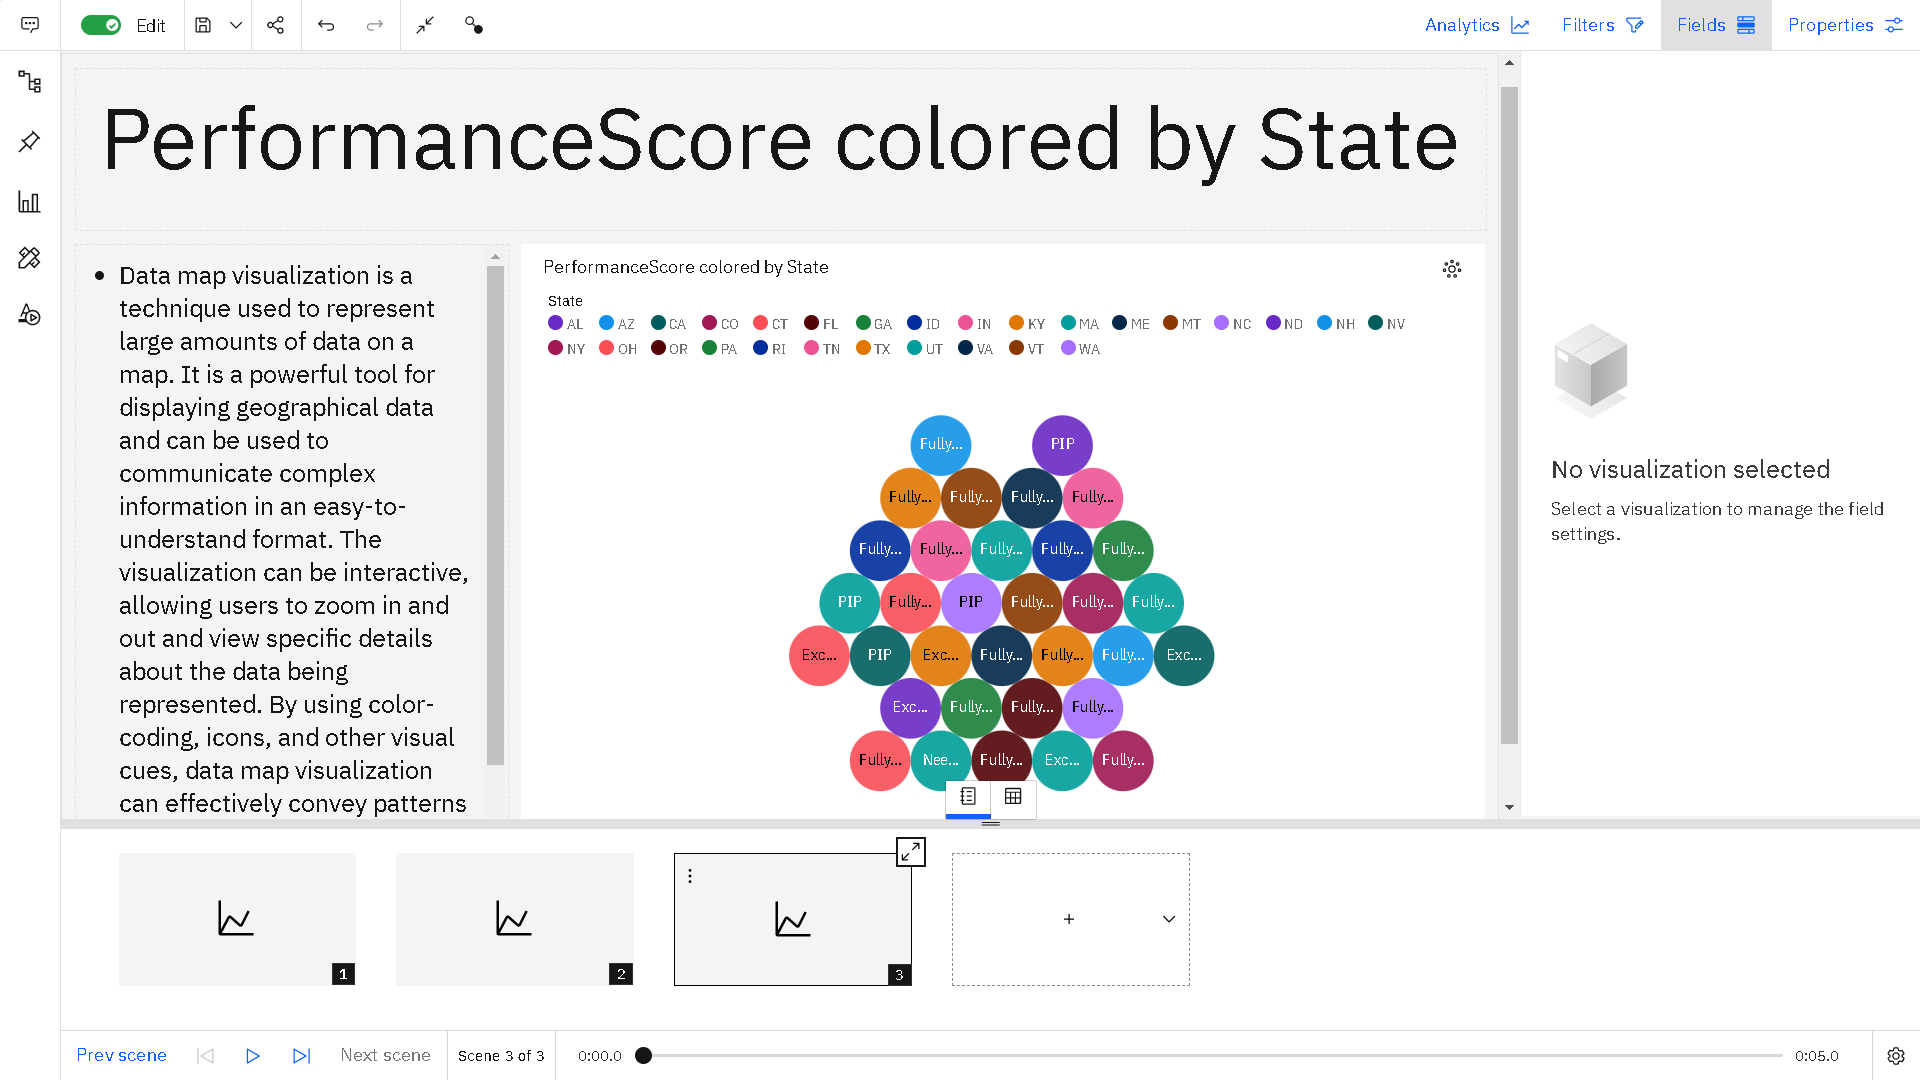 Edit
Analytics
Filters
Fields
Properties
PerformanceScore colored by State
Data map visualization is a
technique used to represent
large amounts of data on a
map. It is a powerful tool for
displaying geographical data
and can be used to
communicate complex
information in an easy-to-
understand format. The
visualization can be interactive,
allowing users to zoom in and
out and view specific details
about the data being
represented. By using color-
coding, icons, and other visual
cues, data map visualization
can effectively convey patterns
PerformanceScore colored by State
State
AL AZ CA CO CT FL GA ID IN KY MA ME MT NC ND NH NV
NY OH OR PA RI TN TX UT VA VT WA
Fully... PIP
Fully... Fully... Fully... Fully...
Fully... Fully... Fully... Fully... Fully...
PIP Fully... PIP Fully... Fully... Fully...
Exc... PIP Exc... Fully... Fully... Fully... Exc...
Exc... Fully... Fully... Fully...
Fully... Nee... Fully... Exc... Fully...
No visualization selected
Select a visualization to manage the field
settings.
1
2
3
Prev scene
Next scene
Scene 3 of 3
0:00.0
0:05.0